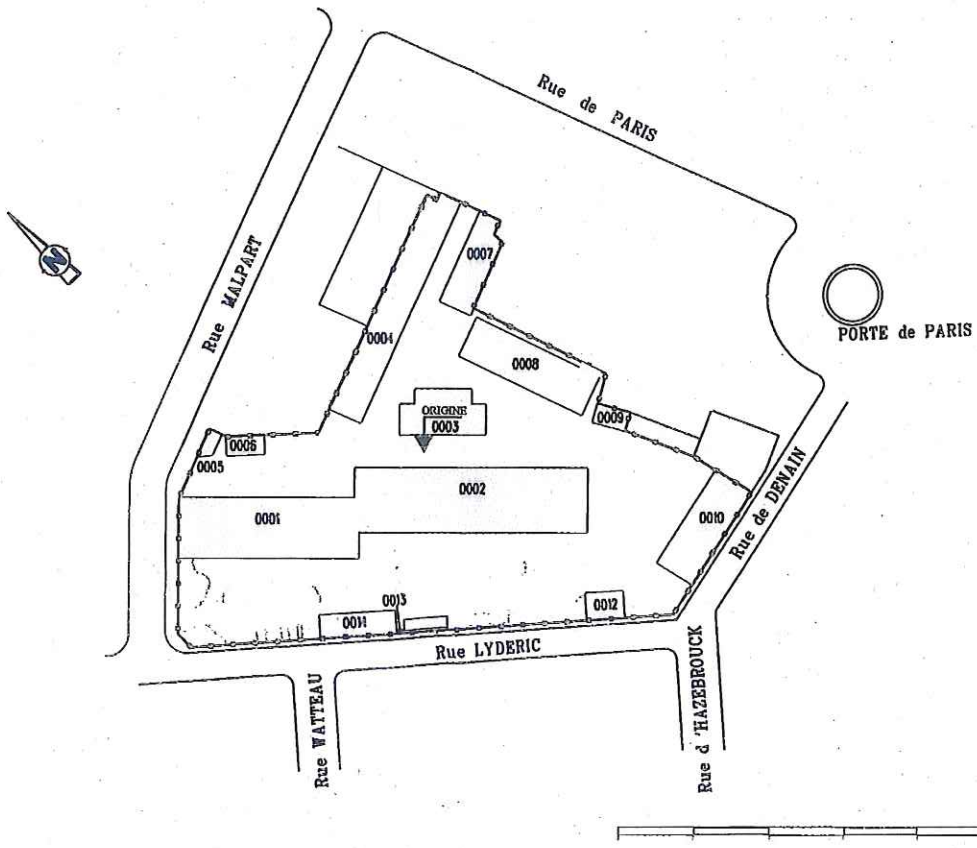 Rue de PARIS
Rue MALPART
N
0007
PORTE de PARIS
0004
0008
ORIGINE
0003
0009
0006
0005
0002
0001
0010
Rue de DENAIN
0013
0012
0014
Rue LYDERIC
Rue WATTEAU
Rue d 'HAZEBROUCK